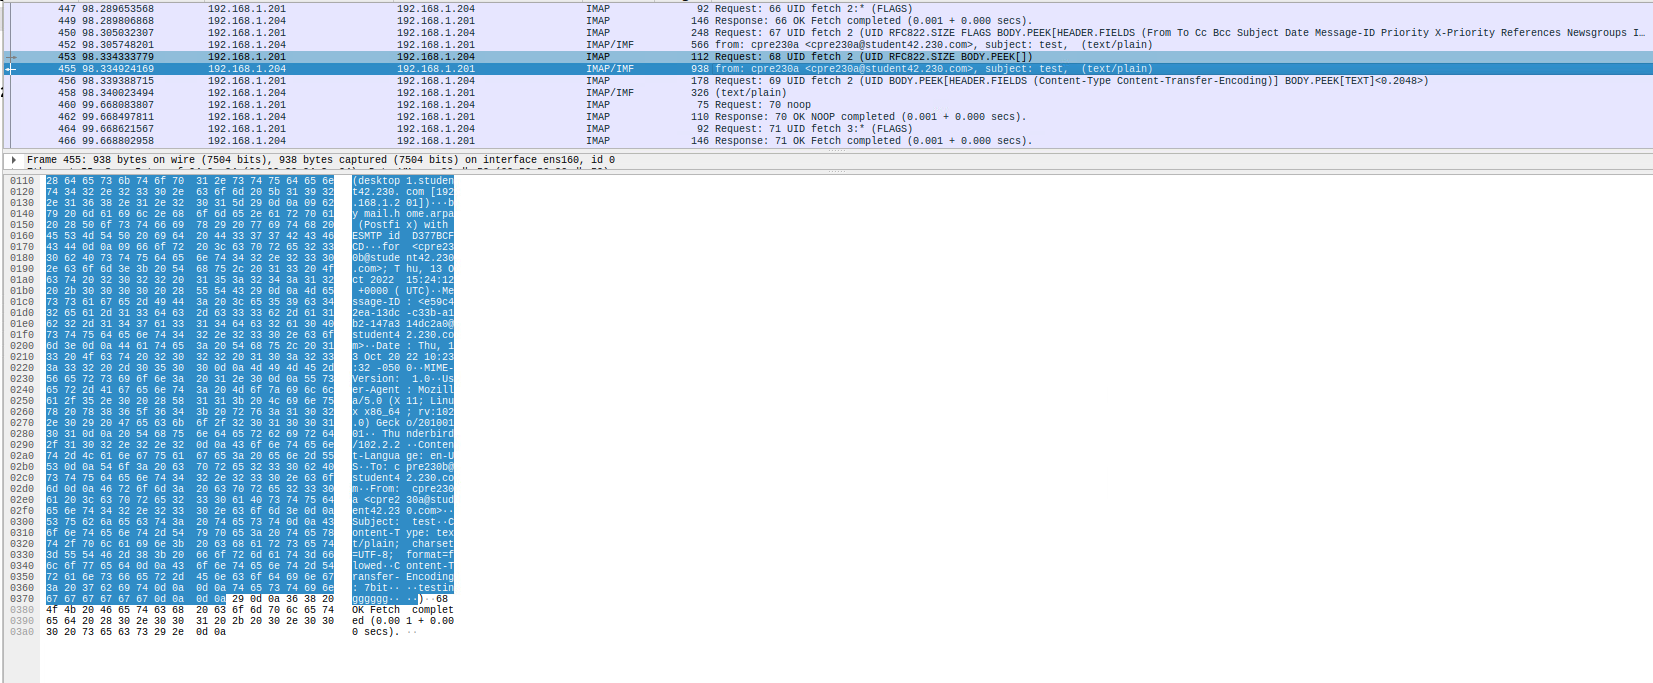 447 98.289653568 192.168.1.201 192.168.1.204 IMAP 92 Request: 66 UID fetch 2:* (FLAGS)
449 98.289806868 192.168.1.204 192.168.1.201 IMAP 146 Response: 66 OK Fetch completed (0.001 + 0.000 secs).
450 98.305032307 192.168.1.201 192.168.1.204 IMAP 248 Request: 67 UID fetch 2 (UID RFC822.SIZE FLAGS BODY.PEEK[HEADER.FIELDS (From To Cc Bcc Subject Date Message-ID Priority X-Priority References Newsgroups I…
452 98.305748201 192.168.1.204 192.168.1.201 IMAP/IMF 566 from: cpre230a <cpre230a@student42.230.com>, subject: test, (text/plain)
453 98.334333779 192.168.1.201 192.168.1.204 IMAP 112 Request: 68 UID fetch 2 (UID RFC822.SIZE BODY.PEEK[])
455 98.334924169 192.168.1.204 192.168.1.201 IMAP/IMF 938 from: cpre230a <cpre230a@student42.230.com>, subject: test, (text/plain)
456 98.339388715 192.168.1.201 192.168.1.204 IMAP 178 Request: 69 UID fetch 2 (UID BODY.PEEK[HEADER.FIELDS (Content-Type Content-Transfer-Encoding)] BODY.PEEK[TEXT]<0.2048>)
458 98.340023494 192.168.1.204 192.168.1.201 IMAP/IMF 326 (text/plain)
460 99.668083807 192.168.1.201 192.168.1.204 IMAP 75 Request: 70 noop
462 99.668497811 192.168.1.204 192.168.1.201 IMAP 110 Response: 70 OK NOOP completed (0.001 + 0.000 secs).
464 99.668621567 192.168.1.201 192.168.1.204 IMAP 92 Request: 71 UID fetch 3:* (FLAGS)
466 99.668802958 192.168.1.204 192.168.1.201 IMAP 146 Response: 71 OK Fetch completed (0.001 + 0.000 secs).
Frame 455: 938 bytes on wire (7504 bits), 938 bytes captured (7504 bits) on interface ens160, id 0
0110 28 64 65 73 6b 74 6f 70 31 2e 73 74 75 64 65 6e (desktop 1.studen
0120 74 34 32 2e 32 33 30 2e 63 6f 6d 20 5b 31 39 32 t42.230. com [192
0130 2e 31 36 38 2e 31 2e 32 30 31 5d 29 0d 0a 09 62 .168.1.2 01])···b
0140 79 20 6d 61 69 6c 2e 68 6f 6d 65 2e 61 72 70 61 y mail.h ome.arpa
0150 20 28 50 6f 73 74 66 69 78 29 20 77 69 74 68 20 (Postfi x) with
0160 45 53 4d 54 50 20 69 64 20 44 33 37 37 42 43 46 ESMTP id D377BCF
0170 43 44 0d 0a 09 66 6f 72 20 3c 63 70 72 65 32 33 CD···for <cpre23
0180 30 62 40 73 74 75 64 65 6e 74 34 32 2e 32 33 30 0b@stude nt42.230
0190 2e 63 6f 6d 3e 3b 20 54 68 75 2c 20 31 33 20 4f .com>; T hu, 13 O
01a0 63 74 20 32 30 32 32 20 31 35 3a 32 34 3a 31 32 ct 2022 15:24:12
01b0 20 2b 30 30 30 30 20 28 55 54 43 29 0d 0a 4d 65 +0000 ( UTC)··Me
01c0 73 73 61 67 65 2d 49 44 3a 20 3c 65 35 39 63 34 ssage-ID : <e59c4
01d0 32 65 61 2d 31 33 64 63 2d 63 33 33 62 2d 61 31 2ea-13dc -c33b-a1
01e0 62 32 2d 31 34 37 61 33 31 34 64 63 32 61 30 40 b2-147a3 14dc2a0@
01f0 73 74 75 64 65 6e 74 34 32 2e 32 33 30 2e 63 6f student4 2.230.co
0200 6d 3e 0d 0a 44 61 74 65 3a 20 54 68 75 2c 20 31 m>··Date : Thu, 1
0210 33 20 4f 63 74 20 32 30 32 32 20 31 30 3a 32 33 3 Oct 20 22 10:23
0220 3a 33 32 20 2d 30 35 30 30 0d 0a 4d 49 4d 45 2d :32 -050 0··MIME-
0230 56 65 72 73 69 6f 6e 3a 20 31 2e 30 0d 0a 55 73 Version: 1.0··Us
0240 65 72 2d 41 67 65 6e 74 3a 20 4d 6f 7a 69 6c 6c er-Agent : Mozill
0250 61 2f 35 2e 30 20 28 58 31 31 3b 20 4c 69 6e 75 a/5.0 (X 11; Linu
0260 78 20 78 38 36 5f 36 34 3b 20 72 76 3a 31 30 32 x x86_64 ; rv:102
0270 2e 30 29 20 47 65 63 6b 6f 2f 32 30 31 30 30 31 .0) Geck o/201001
0280 30 31 0d 0a 20 54 68 75 6e 64 65 72 62 69 72 64 01·· Thu nderbird
0290 2f 31 30 32 2e 32 2e 32 0d 0a 43 6f 6e 74 65 6e /102.2.2 ··Conten
02a0 74 2d 4c 61 6e 67 75 61 67 65 3a 20 65 6e 2d 55 t-Langua ge: en-U
02b0 53 0d 0a 54 6f 3a 20 63 70 72 65 32 33 30 62 40 S··To: c pre230b@
02c0 73 74 75 64 65 6e 74 34 32 2e 32 33 30 2e 63 6f student4 2.230.co
02d0 6d 0d 0a 46 72 6f 6d 3a 20 63 70 72 65 32 33 30 m··From: cpre230
02e0 61 20 3c 63 70 72 65 32 33 30 61 40 73 74 75 64 a <cpre2 30a@stud
02f0 65 6e 74 34 32 2e 32 33 30 2e 63 6f 6d 3e 0d 0a ent42.23 0.com>··
0300 53 75 62 6a 65 63 74 3a 20 74 65 73 74 0d 0a 43 Subject: test··C
0310 6f 6e 74 65 6e 74 2d 54 79 70 65 3a 20 74 65 78 ontent-T ype: tex
0320 74 2f 70 6c 61 69 6e 3b 20 63 68 61 72 73 65 74 t/plain; charset
0330 3d 55 54 46 2d 38 3b 20 66 6f 72 6d 61 74 3d 66 =UTF-8; format=f
0340 6c 6f 77 65 64 0d 0a 43 6f 6e 74 65 6e 74 2d 54 lowed··C ontent-T
0350 72 61 6e 73 66 65 72 2d 45 6e 63 6f 64 69 6e 67 ransfer- Encoding
0360 3a 20 37 62 69 74 0d 0a 0d 0a 74 65 73 74 69 6e : 7bit·· ··testin
0370 67 67 67 67 67 67 0d 0a 0d 0a 29 0d 0a 36 38 20 gggggg·· ··)··68
0380 4f 4b 20 46 65 74 63 68 20 63 6f 6d 70 6c 65 74 OK Fetch complet
0390 65 64 20 28 30 2e 30 30 31 20 2b 20 30 2e 30 30 ed (0.00 1 + 0.00
03a0 30 20 73 65 63 73 29 2e 0d 0a 0 secs). ··